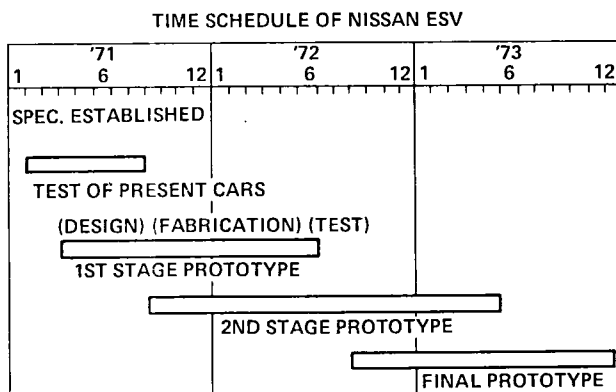 TIME SCHEDULE OF NISSAN ESV
'71 '72 '73
1 6 12 1 6 12 1 6 12
SPEC. ESTABLISHED
TEST OF PRESENT CARS
(DESIGN) (FABRICATION) (TEST)
1ST STAGE PROTOTYPE
2ND STAGE PROTOTYPE
FINAL PROTOTYPE